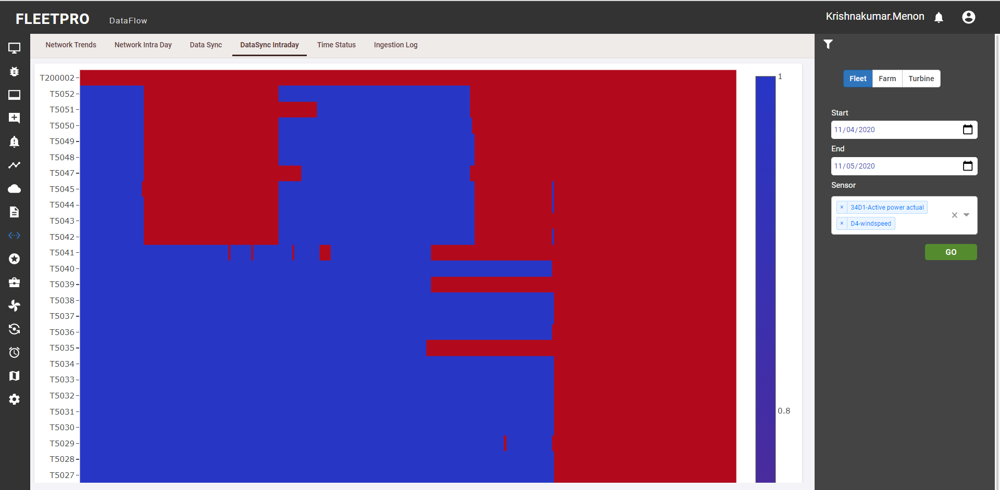 FLEETPRO
DataFlow
Krishnakumar.Menon
Network Trends
Network Intra Day
Data Sync
DataSync Intraday
Time Status
Ingestion Log
T200002
T5052
T5051
T5050
T5049
T5048
T5047
T5045
T5044
T5043
T5042
T5041
T5040
T5039
T5038
T5037
T5036
T5035
T5034
T5033
T5032
T5031
T5030
T5029
T5028
T5027
1
0.8
Fleet
Farm
Turbine
Start
11/04/2020
End
11/05/2020
Sensor
× 34D1-Active power actual
× D4-windspeed
GO